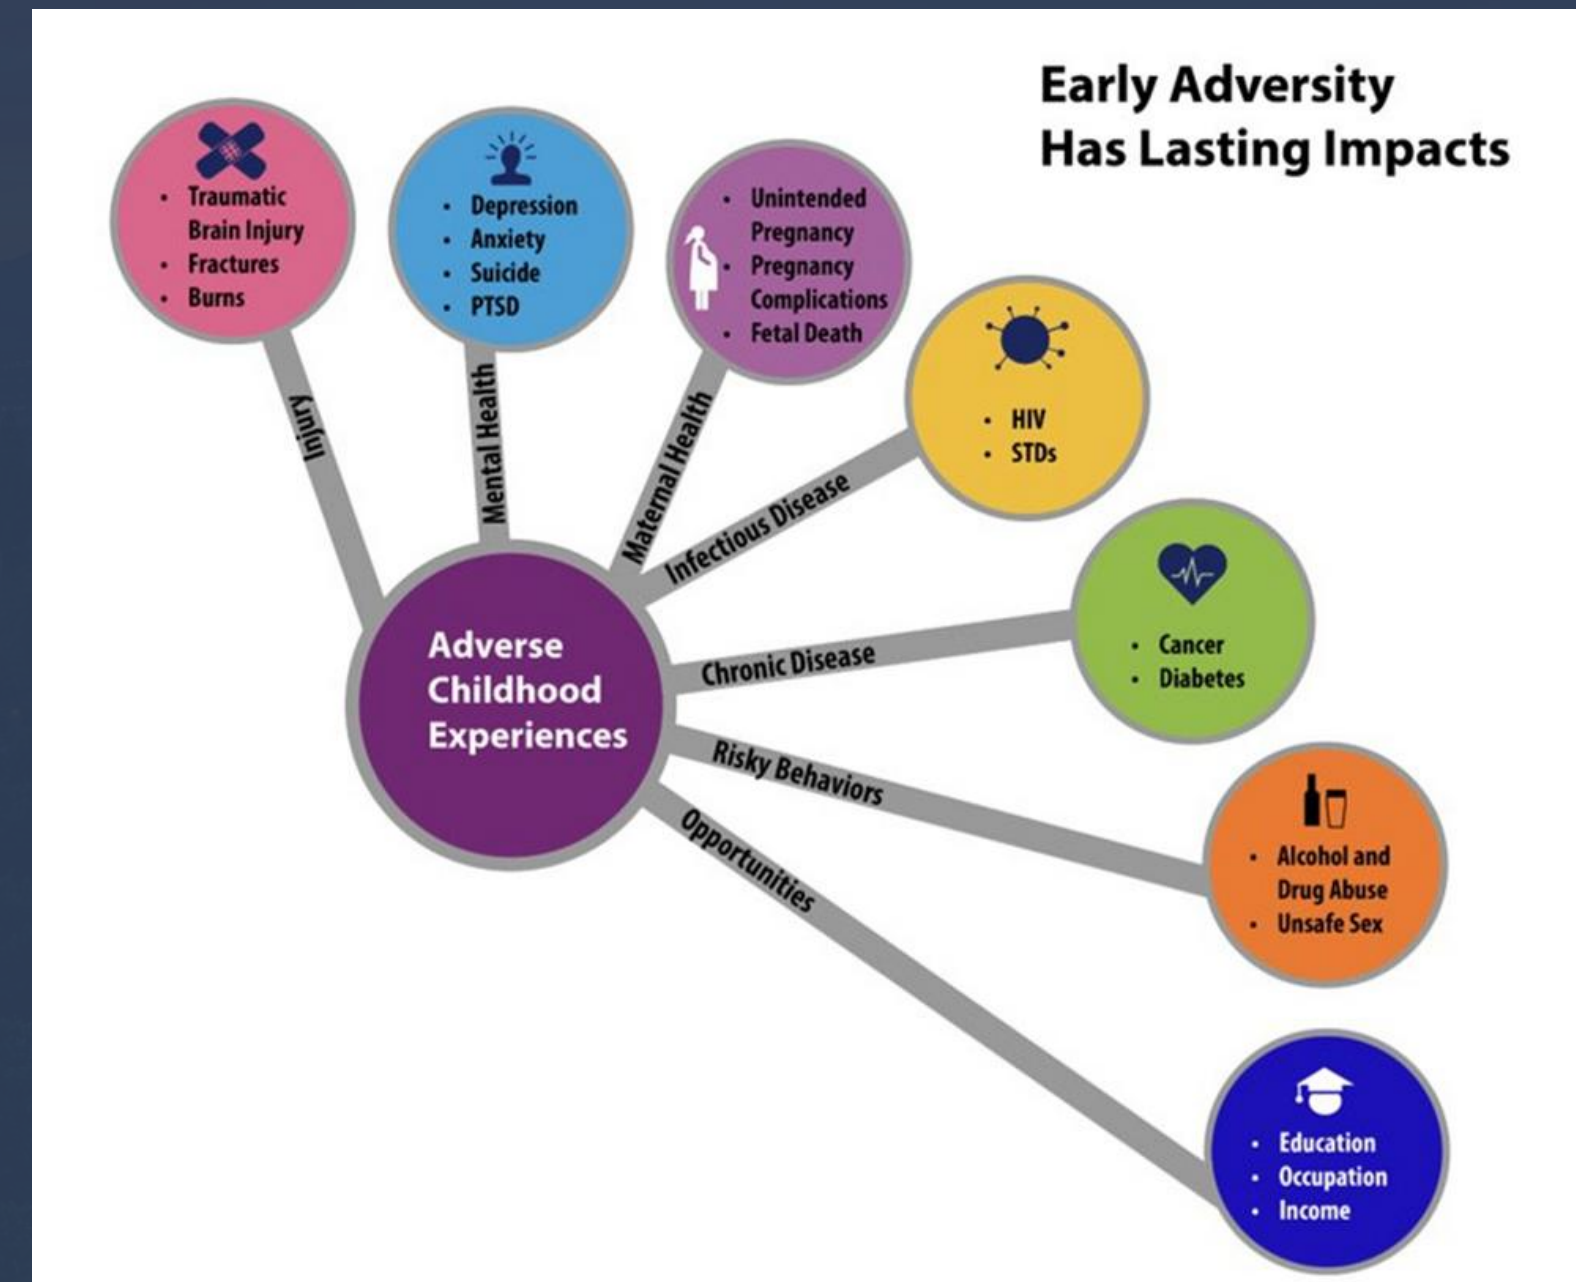 Early Adversity
Has Lasting Impacts
• Traumatic
Brain Injury
• Fractures
• Burns
• Depression
• Anxiety
• Suicide
• PTSD
• Unintended
Pregnancy
• Pregnancy
Complications
• Fetal Death
• HIV
• STDs
• Cancer
• Diabetes
• Alcohol and
Drug Abuse
• Unsafe Sex
• Education
• Occupation
• Income
Injury
Mental Health
Maternal Health
Infectious Disease
Chronic Disease
Risky Behaviors
Opportunities
Adverse
Childhood
Experiences